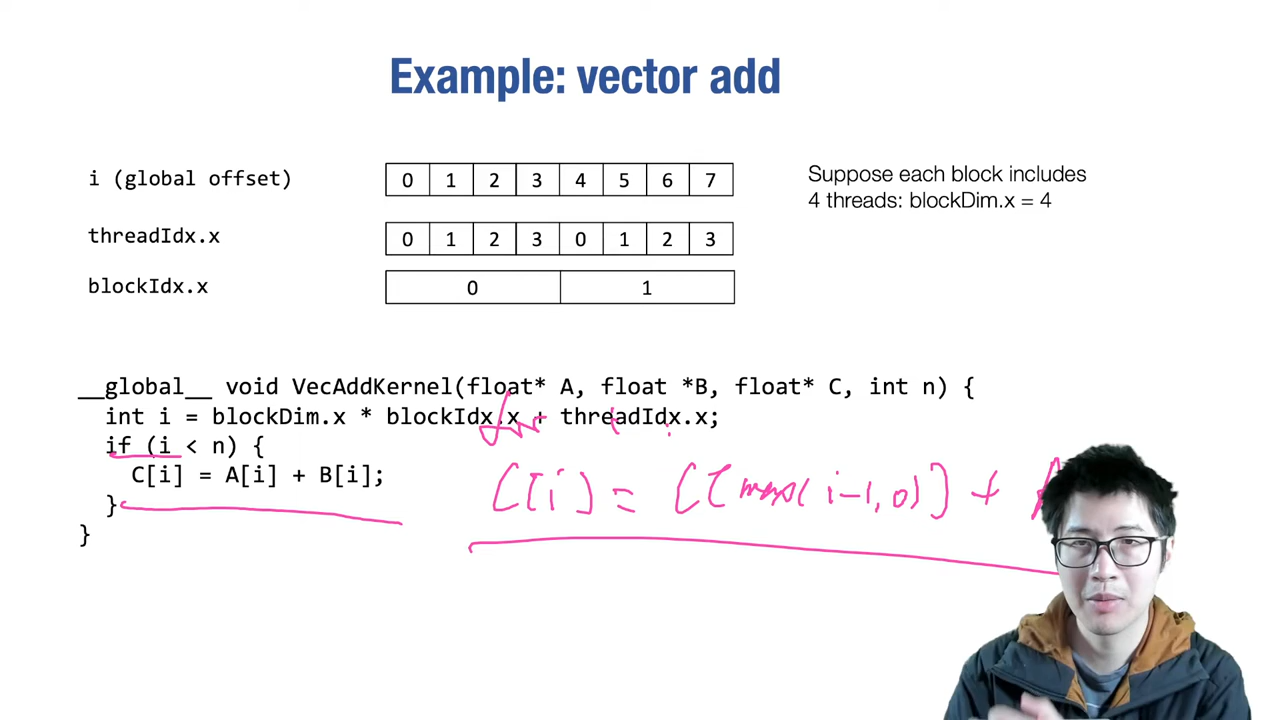 Example: vector add
i (global offset) 0 1 2 3 4 5 6 7
Suppose each block includes
4 threads: blockDim.x = 4
threadIdx.x 0 1 2 3 0 1 2 3
blockIdx.x 0 1
__global__ void VecAddKernel(float* A, float *B, float* C, int n) {
int i = blockDim.x * blockIdx.x + threadIdx.x;
for i :
if (i < n) {
C[i] = A[i] + B[i];
C[i] = C[max(i-1,0)] + A
}
}